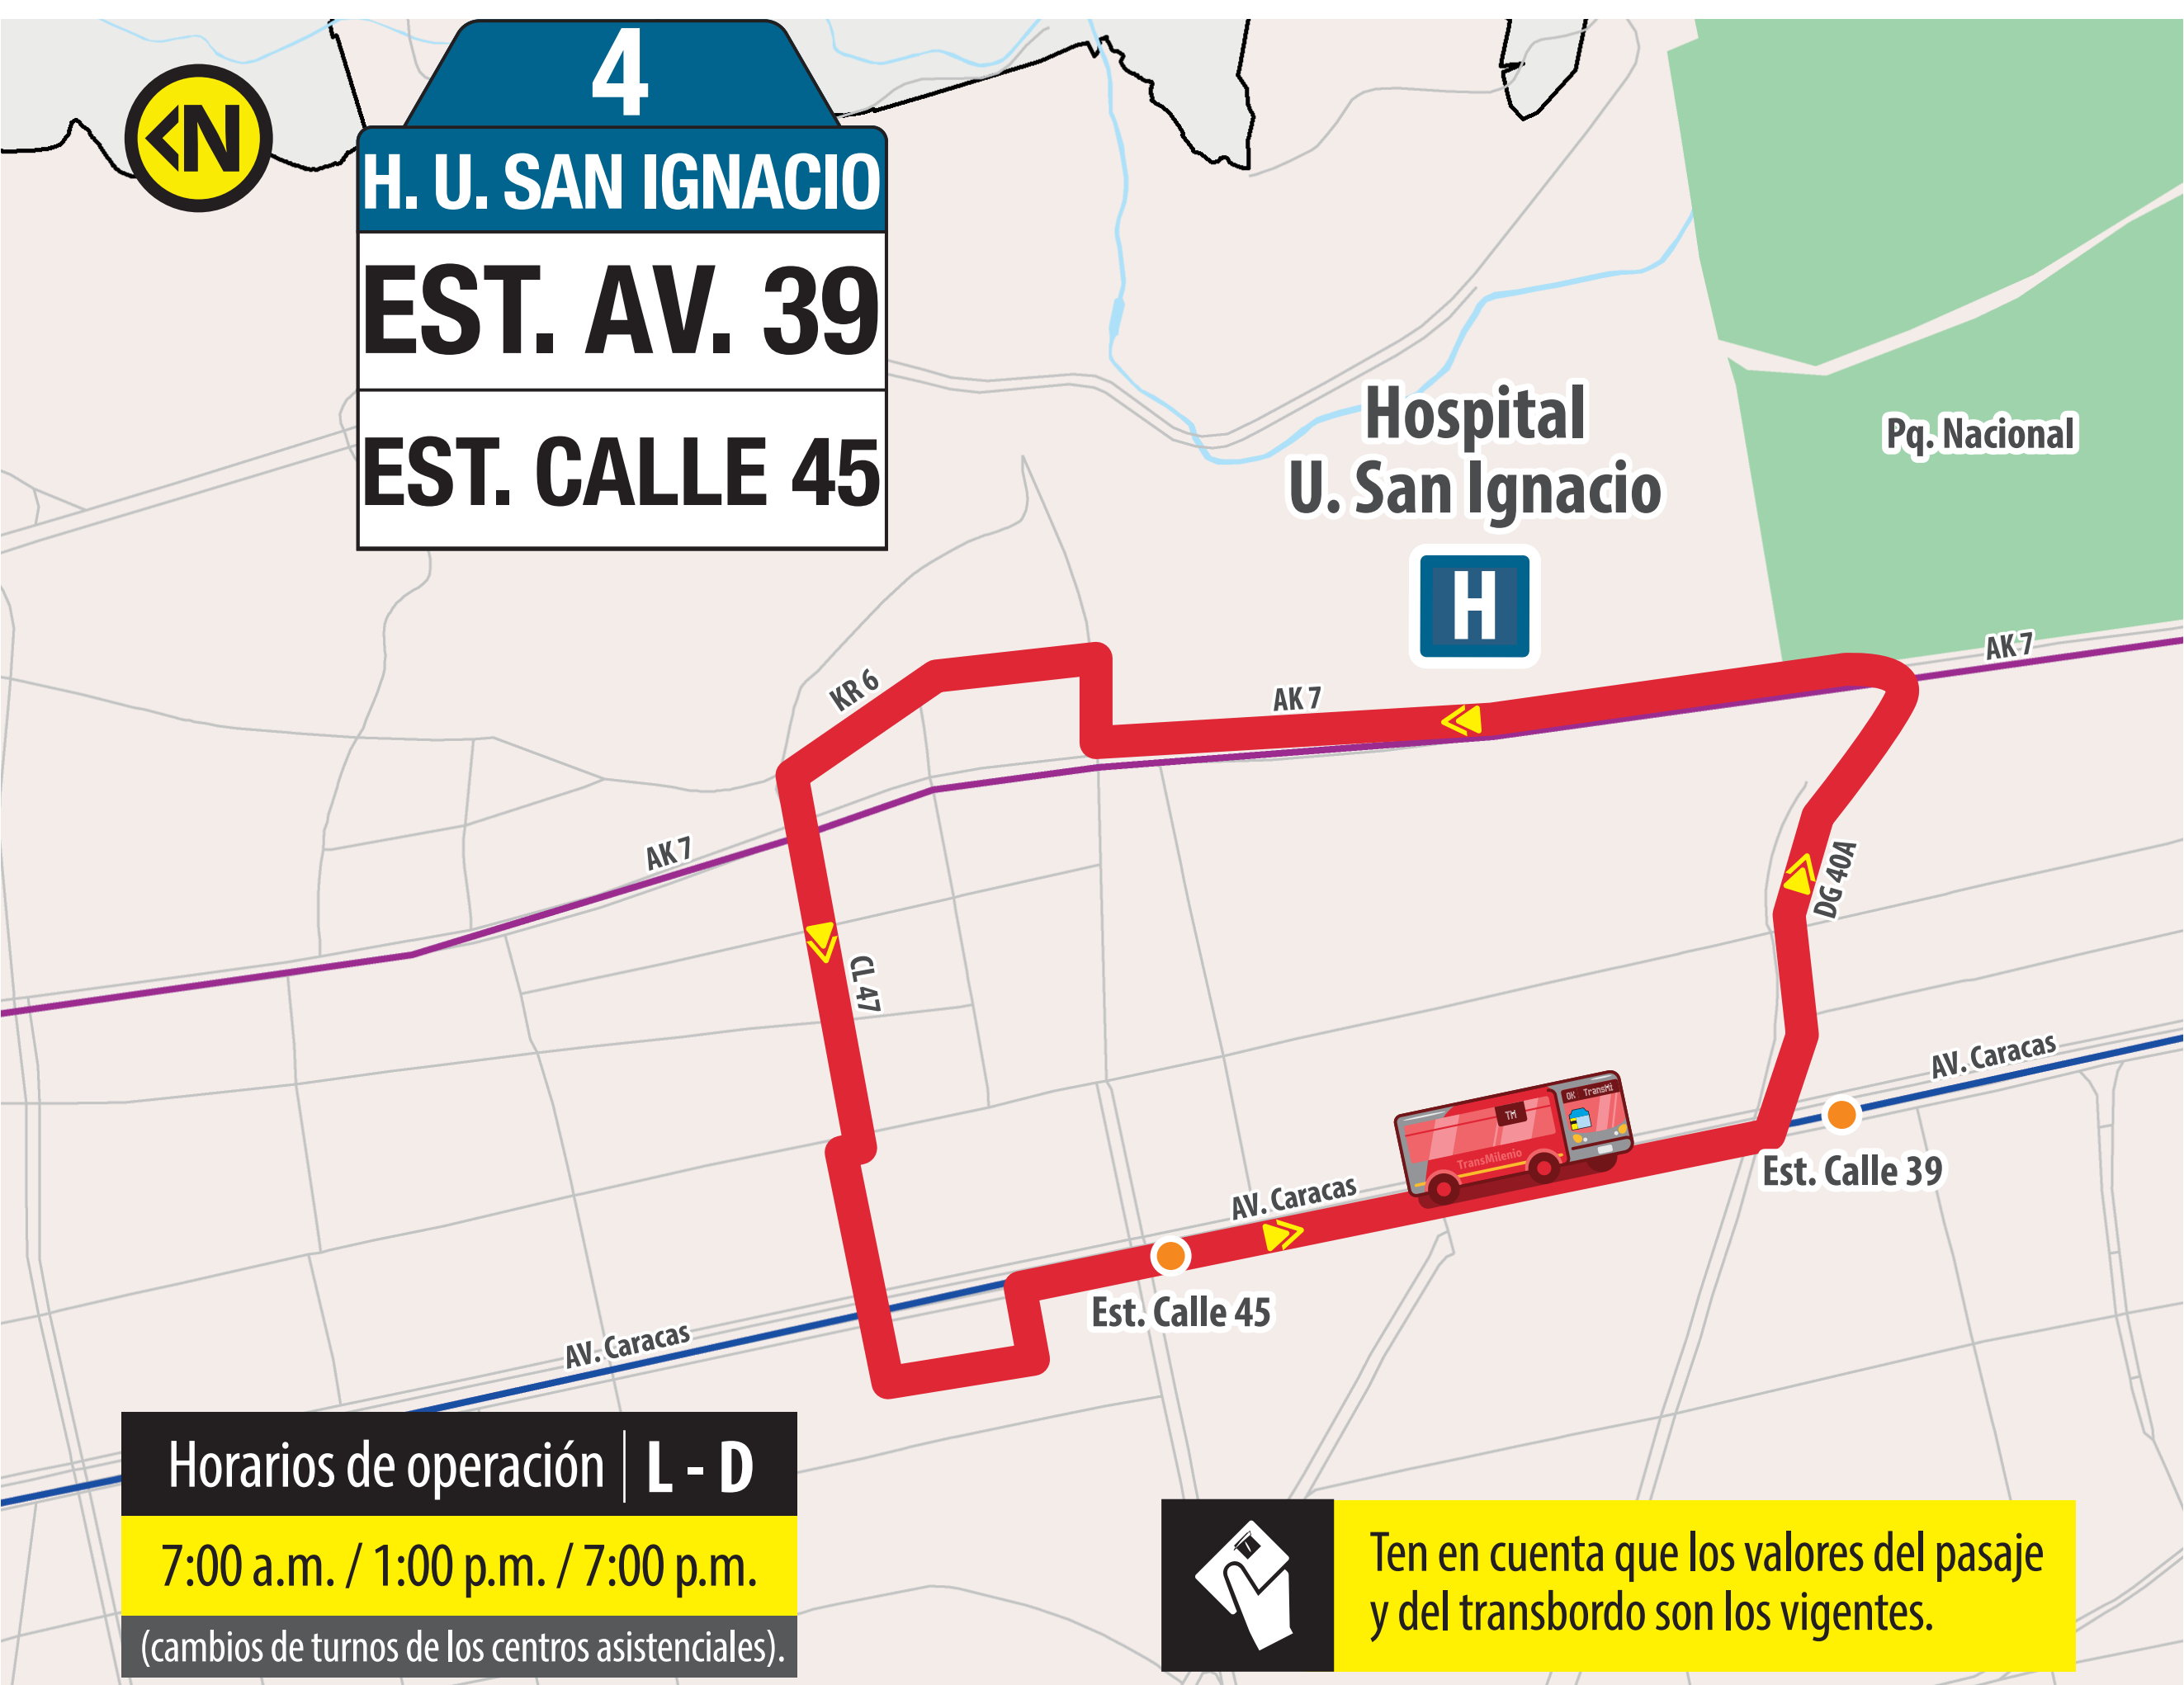 4
N
H. U. SAN IGNACIO
EST. AV. 39
EST. CALLE 45
Hospital
U. San Ignacio
H
Pq. Nacional
AK 7
KR 6
AK 7
AK 7
DG 40A
CL 47
AV. Caracas
OK TransMi
TM
TransMilenio
Est. Calle 39
AV. Caracas
Est. Calle 45
AV. Caracas
Horarios de operación | L - D
7:00 a.m. / 1:00 p.m. / 7:00 p.m.
(cambios de turnos de los centros asistenciales).
Ten en cuenta que los valores del pasaje
y del transbordo son los vigentes.